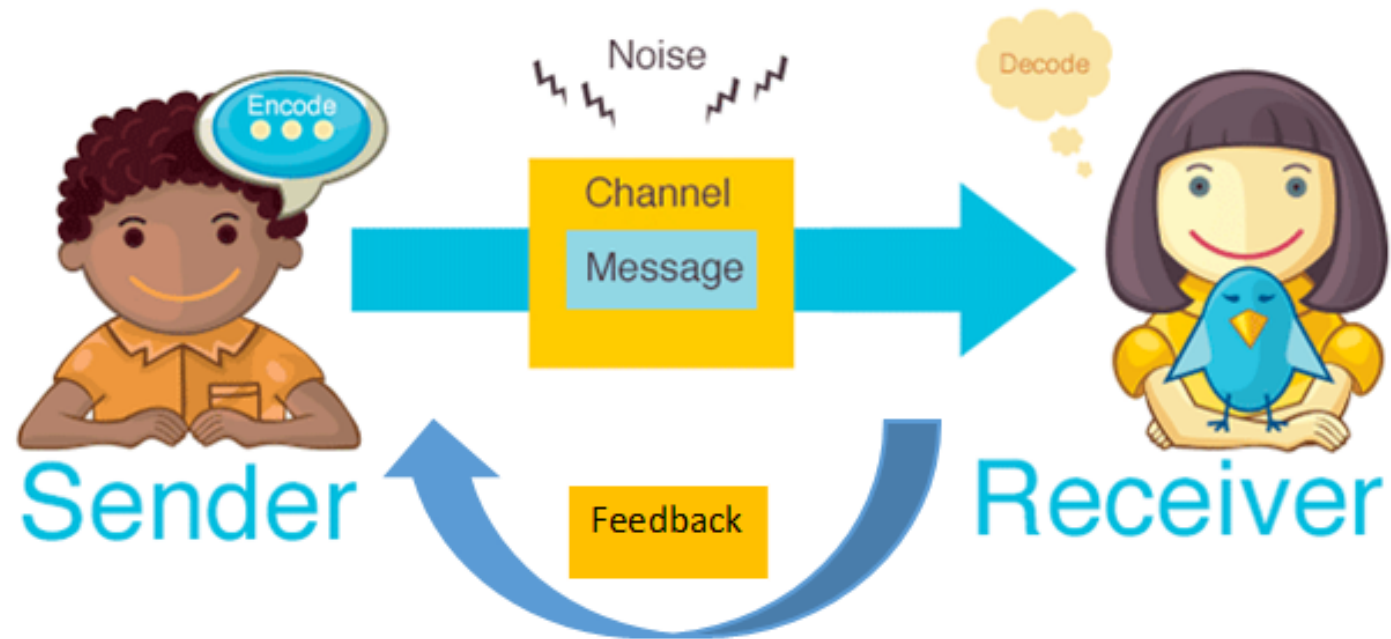 Noise
Decode
Encode
Channel
Message
Sender
Receiver
Feedback